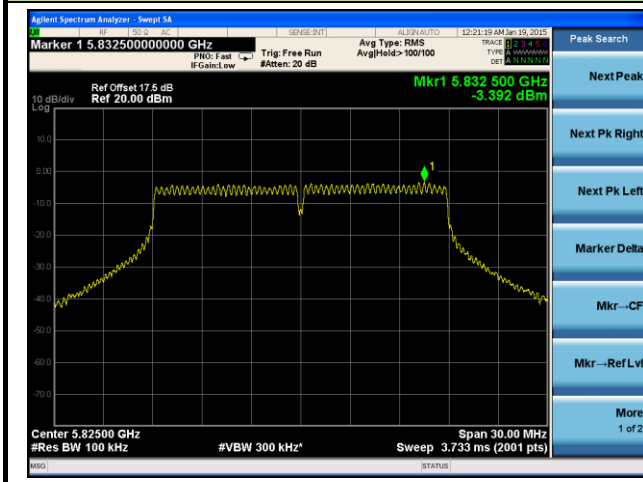 Agilent Spectrum Analyzer - Swept SA
RF 50 Ω AC SENSE:INT ALIGN AUTO 12:21:19 AM Jan 19, 2015
Marker 1 5.832500000000 GHz
PNO: Fast
IFGain:Low
Trig: Free Run
#Atten: 20 dB
Avg Type: RMS
Avg|Hold:> 100/100
TRACE 1 2 3 4 5 6
TYPE A WWWWW
DET A N N N N N
Ref Offset 17.5 dB
10 dB/div Ref 20.00 dBm
Log
Mkr1 5.832 500 GHz
-3.392 dBm
10.0
0.00
-10.0
-20.0
-30.0
-40.0
-50.0
-60.0
-70.0
1
Center 5.82500 GHz Span 30.00 MHz
#Res BW 100 kHz #VBW 300 kHz* Sweep 3.733 ms (2001 pts)
MSG STATUS
Peak Search
Next Peak
Next Pk Right
Next Pk Left
Marker Delta
Mkr→CF
Mkr→Ref Lvl
More
1 of 2